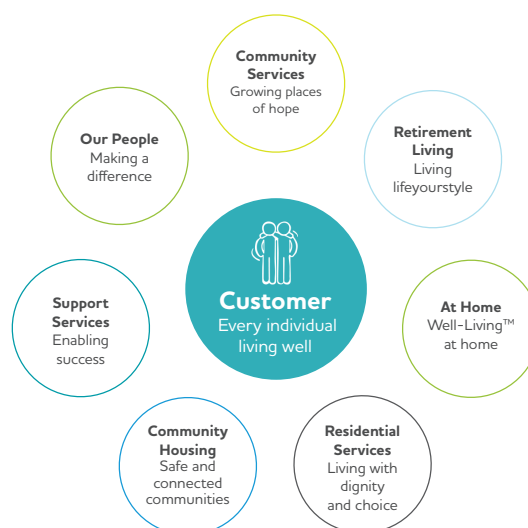 Community
Services
Growing places
of hope
Retirement
Living
Living
lifeyourstyle
At Home
Well-Living™
at home
Residential
Services
Living with
dignity
and choice
Community
Housing
Safe and
connected
communities
Support
Services
Enabling
success
Our People
Making a
difference
Customer
Every individual
living well